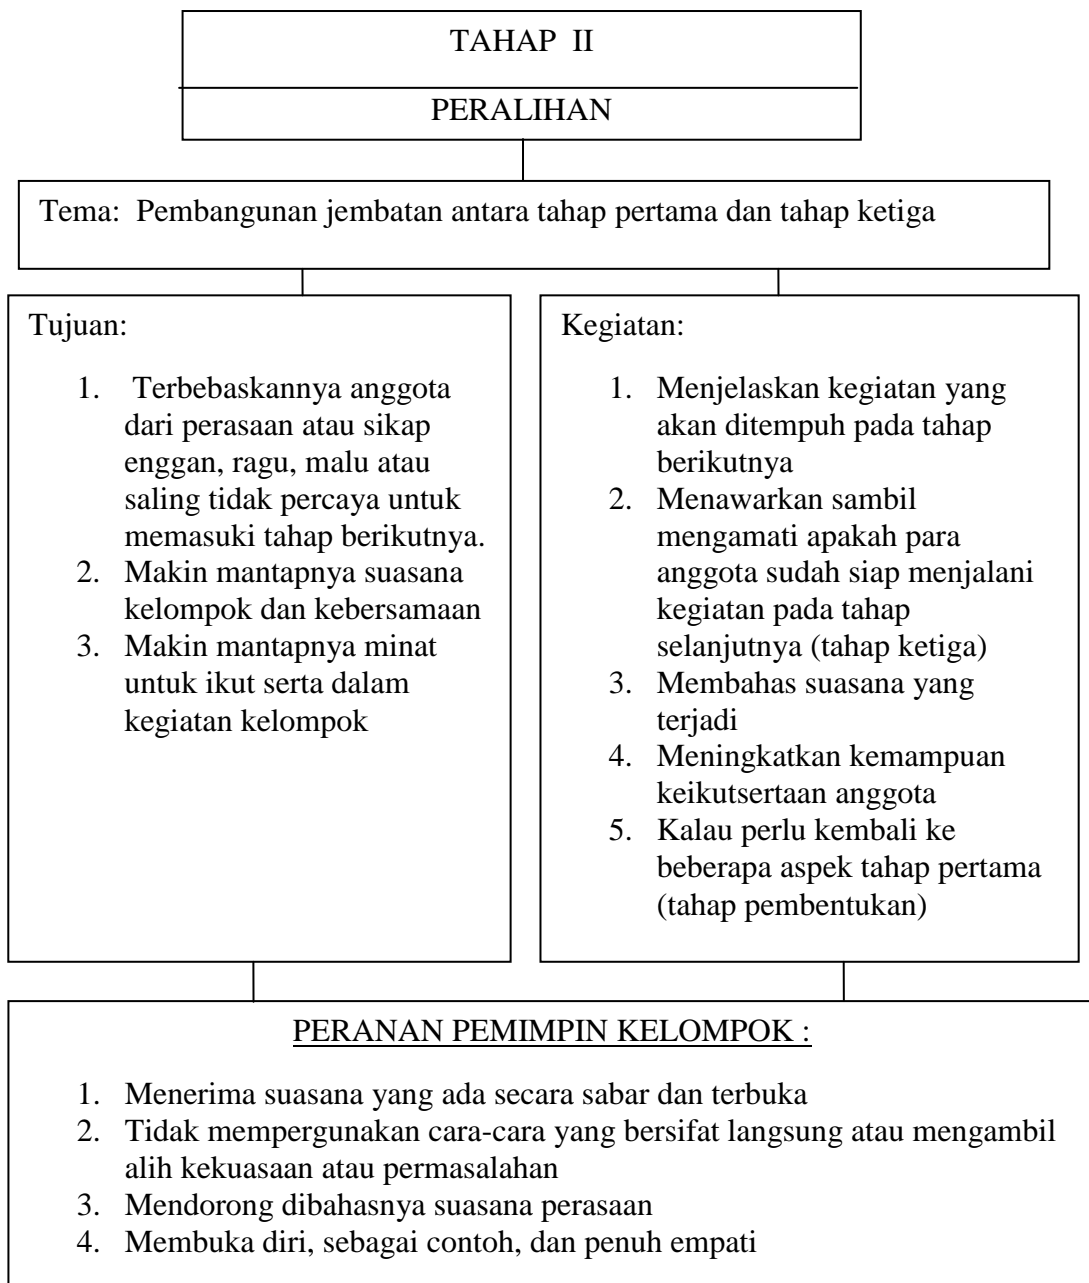 TAHAP II
PERALIHAN
Tema: Pembangunan jembatan antara tahap pertama dan tahap ketiga
Tujuan:
1. Terbebaskannya anggota
dari perasaan atau sikap
enggan, ragu, malu atau
saling tidak percaya untuk
memasuki tahap berikutnya.
2. Makin mantapnya suasana
kelompok dan kebersamaan
3. Makin mantapnya minat
untuk ikut serta dalam
kegiatan kelompok
Kegiatan:
1. Menjelaskan kegiatan yang
akan ditempuh pada tahap
berikutnya
2. Menawarkan sambil
mengamati apakah para
anggota sudah siap menjalani
kegiatan pada tahap
selanjutnya (tahap ketiga)
3. Membahas suasana yang
terjadi
4. Meningkatkan kemampuan
keikutsertaan anggota
5. Kalau perlu kembali ke
beberapa aspek tahap pertama
(tahap pembentukan)
PERANAN PEMIMPIN KELOMPOK :
1. Menerima suasana yang ada secara sabar dan terbuka
2. Tidak mempergunakan cara-cara yang bersifat langsung atau mengambil
alih kekuasaan atau permasalahan
3. Mendorong dibahasnya suasana perasaan
4. Membuka diri, sebagai contoh, dan penuh empati